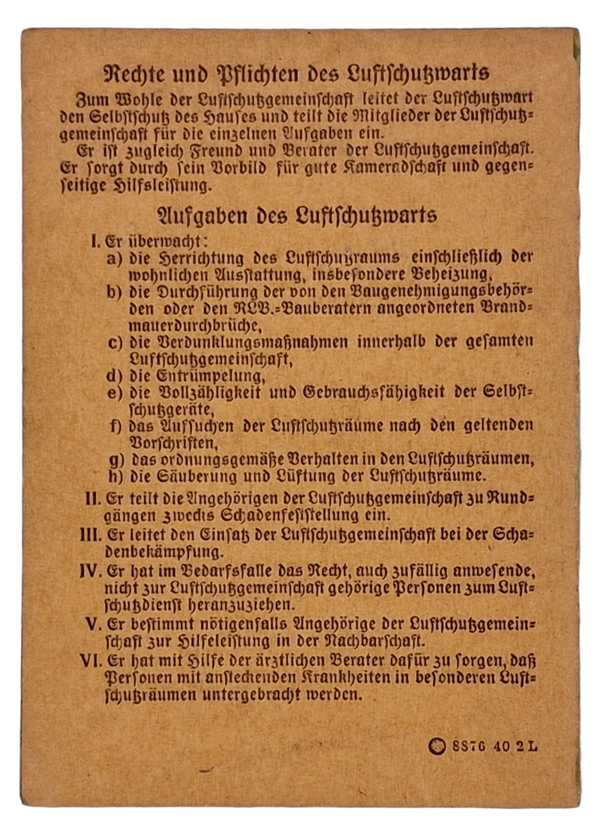 Rechte und Pflichten des Luftschutzwarts
Zum Wohle der Luftschutzgemeinschaft leitet der Luftschutzwart
den Selbstschutz des Hauses und teilt die Mitglieder der Luftschutz-
gemeinschaft für die einzelnen Aufgaben ein.
Er ist zugleich Freund und Berater der Luftschutzgemeinschaft.
Er sorgt durch sein Vorbild für gute Kameradschaft und gegen-
seitige Hilfsleistung.
Aufgaben des Luftschutzwarts
I. Er überwacht:
a) die Herrichtung des Luftschutzraums einschließlich der
wohnlichen Ausstattung, insbesondere Beheizung,
b) die Durchführung der von den Baugenehmigungsbehör-
den oder den RLB.-Bauberatern angeordneten Brand-
mauerdurchbrüche,
c) die Verdunklungsmaßnahmen innerhalb der gesamten
Luftschutzgemeinschaft,
d) die Entrümpelung,
e) die Vollzähligkeit und Gebrauchsfähigkeit der Selbst-
schutzgeräte,
f) das Aufsuchen der Luftschutzräume nach den geltenden
Vorschriften,
g) das ordnungsgemäße Verhalten in den Luftschutzräumen,
h) die Säuberung und Lüftung der Luftschutzräume.
II. Er teilt die Angehörigen der Luftschutzgemeinschaft zu Rund-
gängen zwecks Schadenfeststellung ein.
III. Er leitet den Einsatz der Luftschutzgemeinschaft bei der Scha-
denbekämpfung.
IV. Er hat im Bedarfsfalle das Recht, auch zufällig anwesende,
nicht zur Luftschutzgemeinschaft gehörige Personen zum Luft-
schutzdienst heranzuziehen.
V. Er bestimmt nötigenfalls Angehörige der Luftschutzgemein-
schaft zur Hilfeleistung in der Nachbarschaft.
VI. Er hat mit Hilfe der ärztlichen Berater dafür zu sorgen, daß
Personen mit ansteckenden Krankheiten in besonderen Luft-
schutzräumen untergebracht werden.
8876 40 2 L